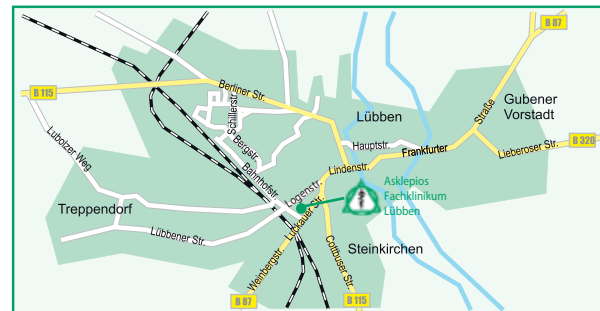 B 87
B 115
Berliner Str.
Schillerstr.
Bergstr.
Lübben
Gubener
Vorstadt
Straße
Hauptstr.
Frankfurter
B 320
Lieberoser Str.
Lubolzer Weg
Bahnhofstr.
Lindenstr.
Logenstr.
Asklepios
Fachklinikum
Lübben
Treppendorf
Luckauer Str.
Lübbener Str.
Steinkirchen
Weinbergstr.
Cottbuser Str.
B 87
B 115